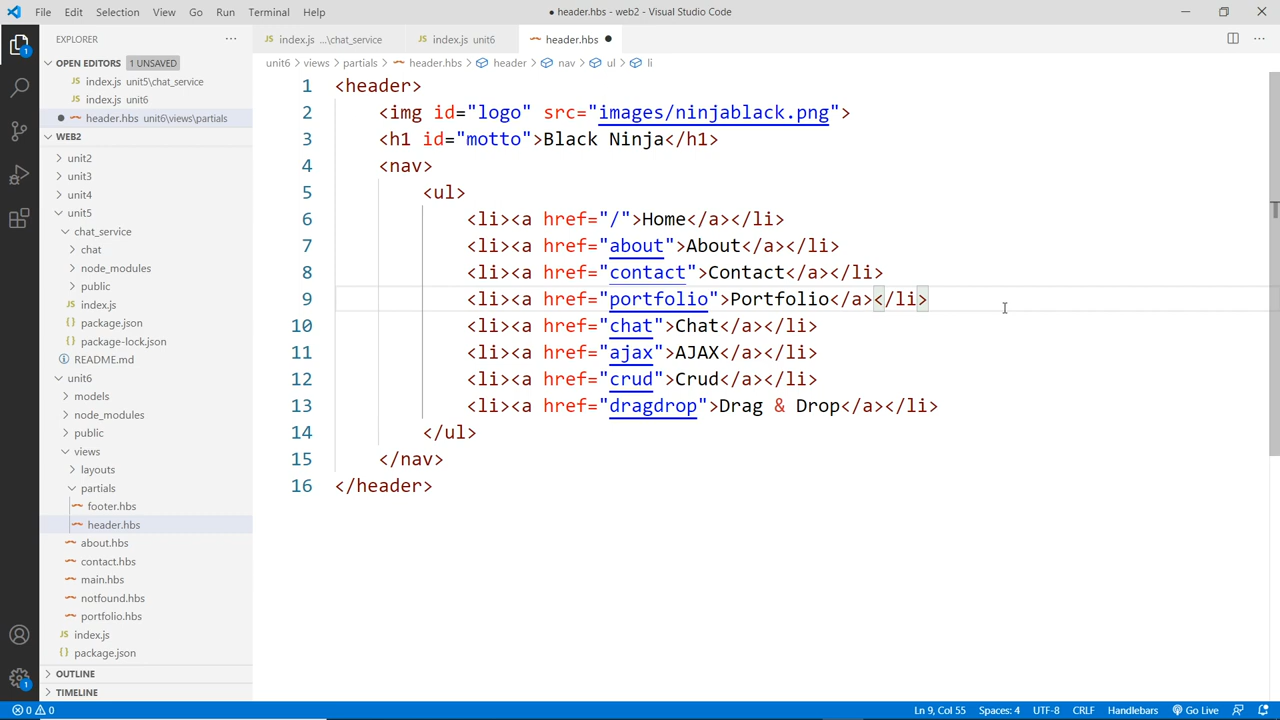 File Edit Selection View Go Run Terminal Help
● header.hbs - web2 - Visual Studio Code
EXPLORER
OPEN EDITORS 1 UNSAVED
JS index.js unit5\chat_service
JS index.js unit6
● header.hbs unit6\views\partials
WEB2
unit2
unit3
unit4
unit5
chat_service
chat
node_modules
public
JS index.js
{} package.json
{} package-lock.json
README.md
unit6
models
node_modules
public
views
layouts
partials
footer.hbs
header.hbs
about.hbs
contact.hbs
main.hbs
notfound.hbs
portfolio.hbs
JS index.js
{} package.json
OUTLINE
TIMELINE
JS index.js ...\chat_service
JS index.js unit6
header.hbs ●
unit6 > views > partials > header.hbs > header > nav > ul > li
1 <header>
2 <img id="logo" src="images/ninjablack.png">
3 <h1 id="motto">Black Ninja</h1>
4 <nav>
5 <ul>
6 <li><a href="/">Home</a></li>
7 <li><a href="about">About</a></li>
8 <li><a href="contact">Contact</a></li>
9 <li><a href="portfolio">Portfolio</a></li>
10 <li><a href="chat">Chat</a></li>
11 <li><a href="ajax">AJAX</a></li>
12 <li><a href="crud">Crud</a></li>
13 <li><a href="dragdrop">Drag & Drop</a></li>
14 </ul>
15 </nav>
16 </header>
1
1
0 0
Ln 9, Col 55 Spaces: 4 UTF-8 CRLF Handlebars Go Live